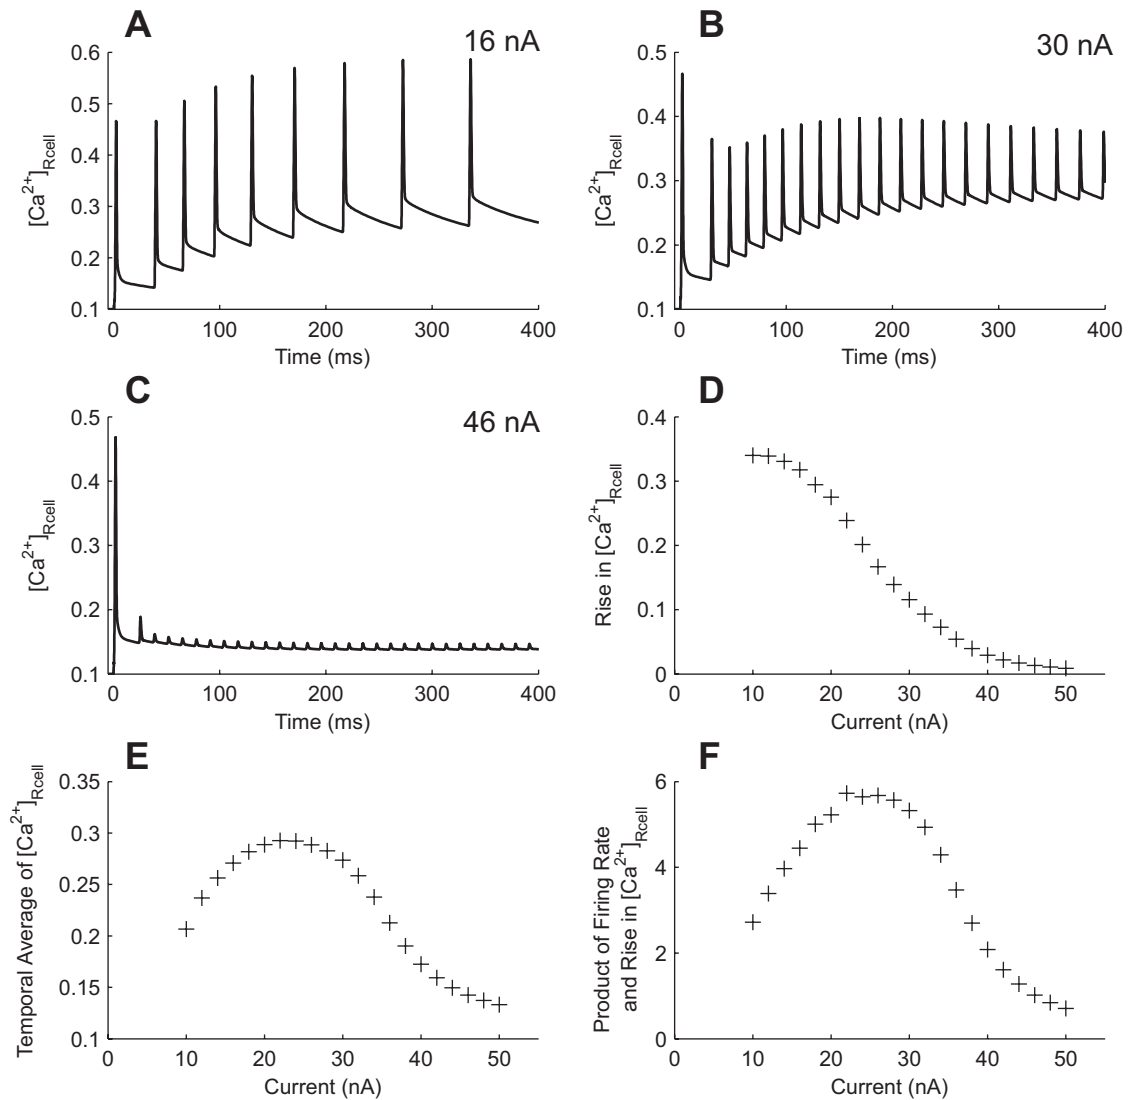 A
16 nA
0.6
0.5
0.4
0.3
0.2
0.1
[Ca2+]Rcell
0
100
200
300
400
Time (ms)
B
30 nA
0.5
0.4
0.3
0.2
0.1
[Ca2+]Rcell
0
100
200
300
400
Time (ms)
C
46 nA
0.5
0.4
0.3
0.2
0.1
[Ca2+]Rcell
0
100
200
300
400
Time (ms)
D
0.4
0.3
0.2
0.1
0
Rise in [Ca2+]Rcell
0
10
20
30
40
50
Current (nA)
E
0.35
0.3
0.25
0.2
0.15
0.1
Temporal Average of [Ca2+]Rcell
0
10
20
30
40
50
Current (nA)
F
6
4
2
0
Product of Firing Rate
and Rise in [Ca2+]Rcell
0
10
20
30
40
50
Current (nA)